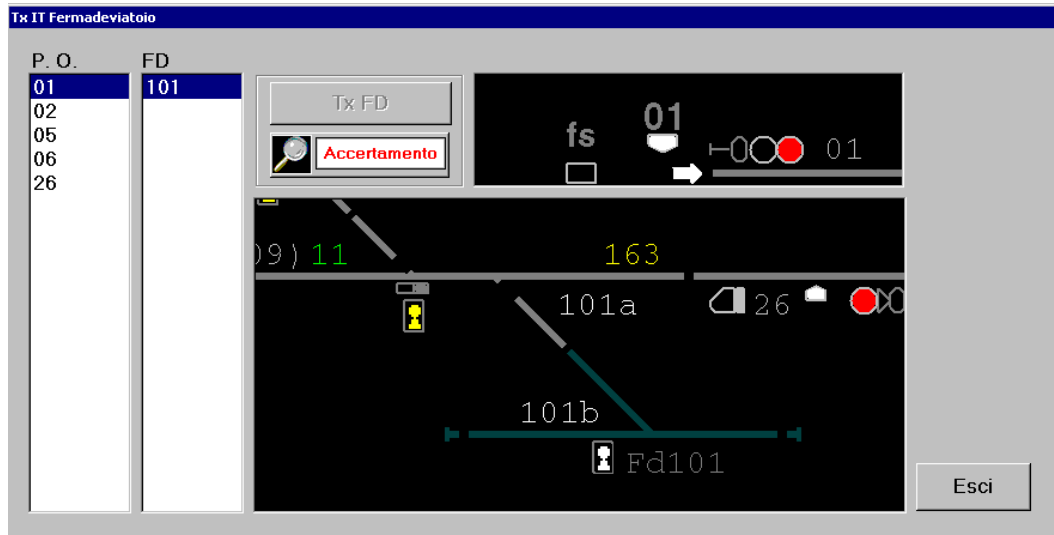 Tx IT Fermadeviatoio
P. O.
FD
01
02
05
06
26
101
Tx FD
Accertamento
fs
01
01
09) 11
163
101a
26
101b
Fd101
Esci